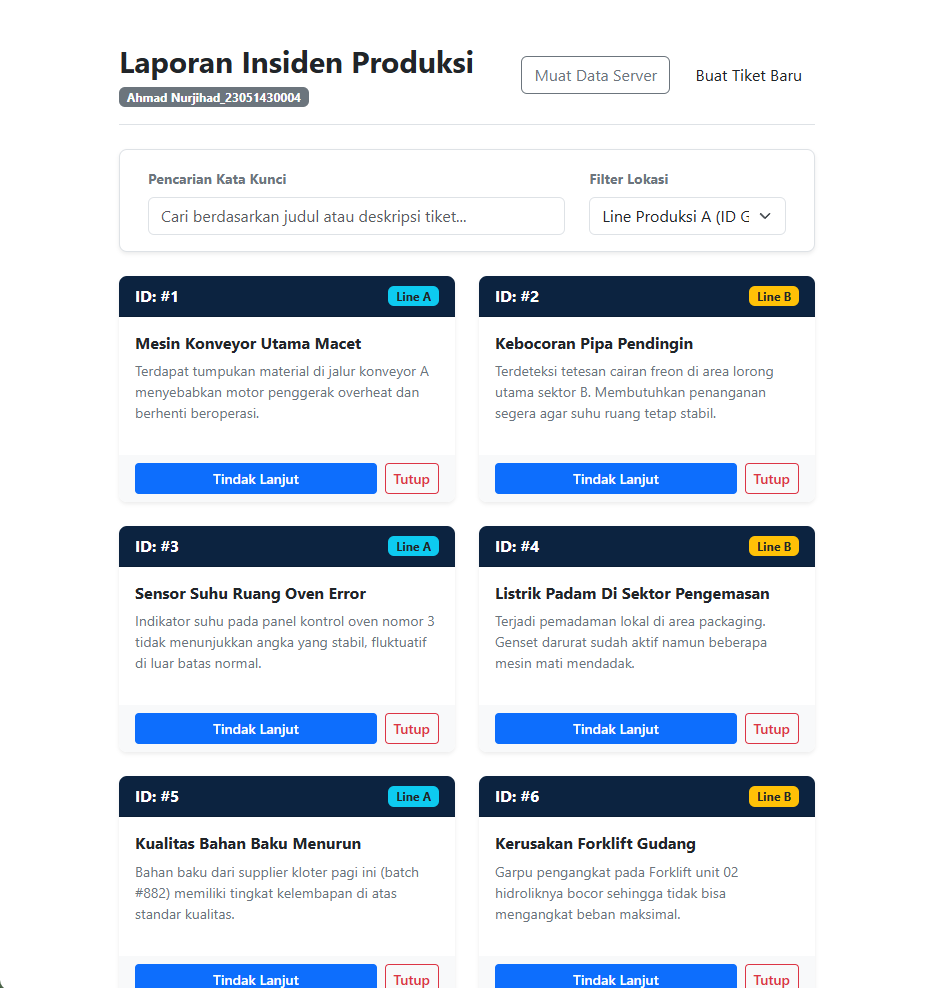 Laporan Insiden Produksi
Ahmad Nurjihad_23051430004
Muat Data Server
Buat Tiket Baru
Pencarian Kata Kunci
Cari berdasarkan judul atau deskripsi tiket...
Filter Lokasi
Line Produksi A (ID G
ID: #1
Line A
Mesin Konveyor Utama Macet
Terdapat tumpukan material di jalur konveyor A
menyebabkan motor penggerak overheat dan
berhenti beroperasi.
Tindak Lanjut
Tutup
ID: #2
Line B
Kebocoran Pipa Pendingin
Terdeteksi tetesan cairan freon di area lorong
utama sektor B. Membutuhkan penanganan
segera agar suhu ruang tetap stabil.
Tindak Lanjut
Tutup
ID: #3
Line A
Sensor Suhu Ruang Oven Error
Indikator suhu pada panel kontrol oven nomor 3
tidak menunjukkan angka yang stabil, fluktuatif
di luar batas normal.
Tindak Lanjut
Tutup
ID: #4
Line B
Listrik Padam Di Sektor Pengemasan
Terjadi pemadaman lokal di area packaging.
Genset darurat sudah aktif namun beberapa
mesin mati mendadak.
Tindak Lanjut
Tutup
ID: #5
Line A
Kualitas Bahan Baku Menurun
Bahan baku dari supplier kloter pagi ini (batch
#882) memiliki tingkat kelembapan di atas
standar kualitas.
Tindak Lanjut
Tutup
ID: #6
Line B
Kerusakan Forklift Gudang
Garpu pengangkat pada Forklift unit 02
hidroliknya bocor sehingga tidak bisa
mengangkat beban maksimal.
Tindak Lanjut
Tutup